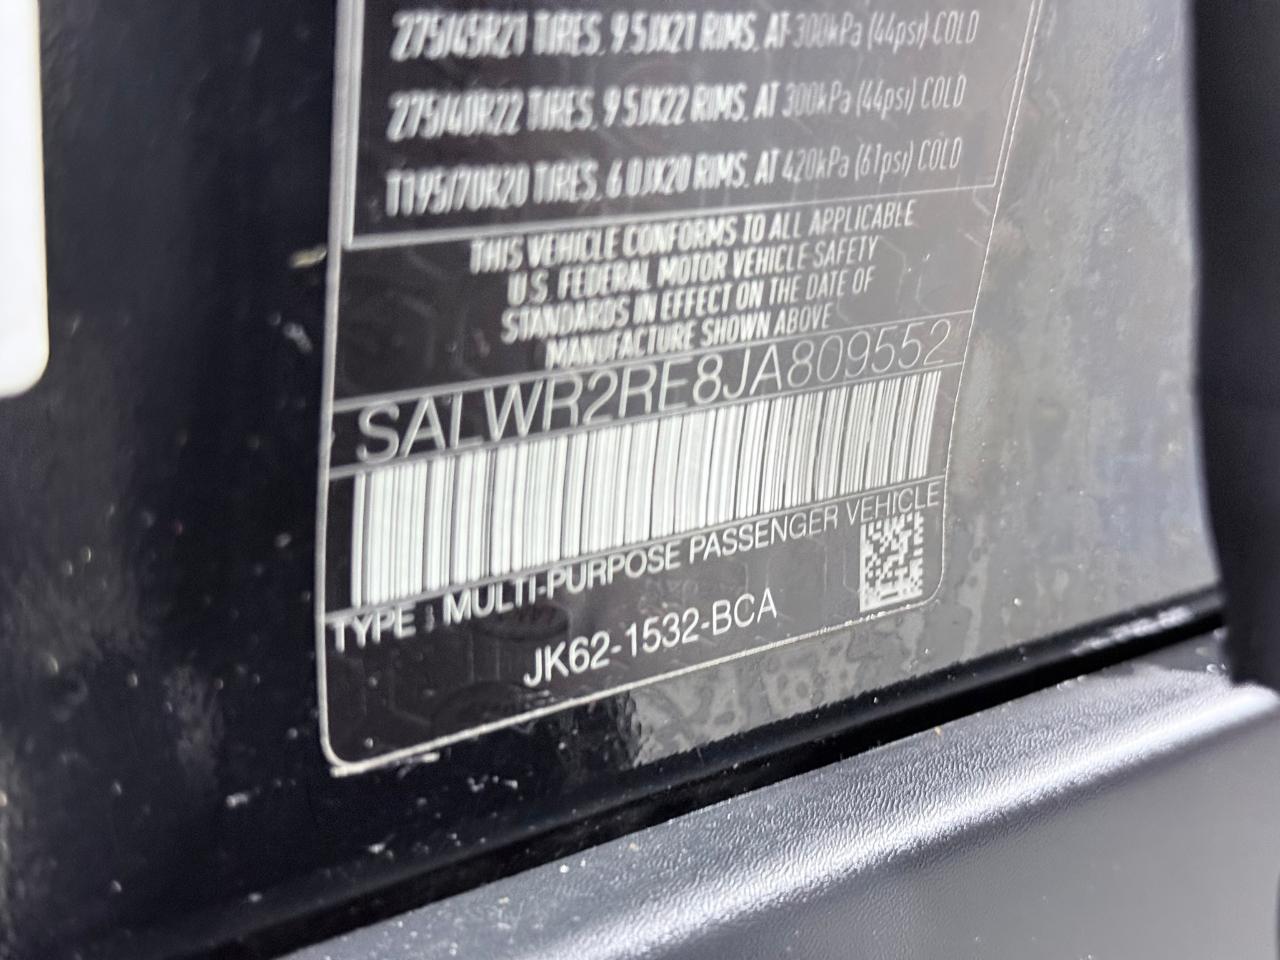 275/45R21 TIRES, 9.5JX21 RIMS, AT 300kPa (44psi) COLD
275/40R22 TIRES, 9.5JX22 RIMS, AT 300kPa (44psi) COLD
T195/70R20 TIRES, 6.0JX20 RIMS, AT 420kPa (61psi) COLD
THIS VEHICLE CONFORMS TO ALL APPLICABLE
U.S. FEDERAL MOTOR VEHICLE SAFETY
STANDARDS IN EFFECT ON THE DATE OF
MANUFACTURE SHOWN ABOVE
SALWR2RE8JA809552
TYPE : MULTI-PURPOSE PASSENGER VEHICLE
JK62-1532-BCA